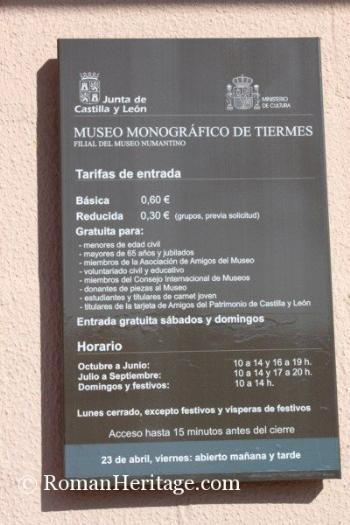 Junta de
Castilla y León
MINISTERIO
DE CULTURA
MUSEO MONOGRÁFICO DE TIERMES
FILIAL DEL MUSEO NUMANTINO
Tarifas de entrada
Básica 0,60 €
Reducida 0,30 € (grupos, previa solicitud)
Gratuita para:
- menores de edad civil
- mayores de 65 años y jubilados
- miembros de la Asociación de Amigos del Museo
- voluntariado civil y educativo
- miembros del Consejo Internacional de Museos
- donantes de piezas al Museo
- estudiantes y titulares de carnet joven
- titulares de la tarjeta de Amigos del Patrimonio de Castilla y León
Entrada gratuita sábados y domingos
Horario
Octubre a Junio: 10 a 14 y 16 a 19 h.
Julio a Septiembre: 10 a 14 y 17 a 20 h.
Domingos y festivos: 10 a 14 h.
Lunes cerrado, excepto festivos y vísperas de festivos
Acceso hasta 15 minutos antes del cierre
23 de abril, viernes: abierto mañana y tarde
© RomanHeritage.com